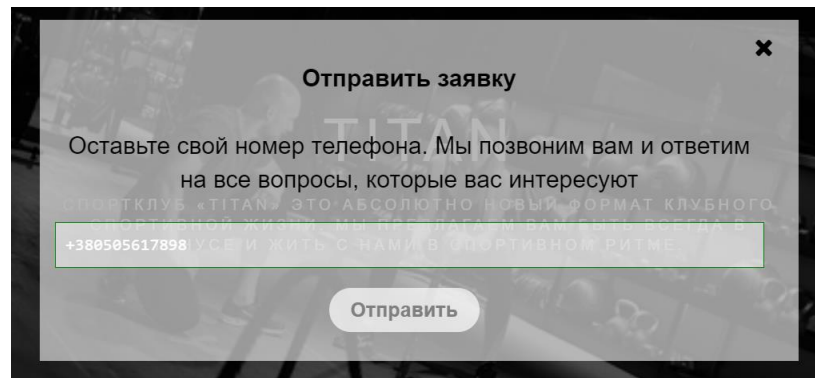 Отправить заявку
TITAN
Оставьте свой номер телефона. Мы позвоним вам и ответим
на все вопросы, которые вас интересуют
СПОРТКЛУБ «TITAN» ЭТО АБСОЛЮТНО НОВЫЙ ФОРМАТ КЛУБНОГО
СПОРТИВНОЙ ЖИЗНИ. МЫ ПРЕДЛАГАЕМ ВАМ БЫТЬ ВСЕГДА В
+380505617898
И ЖИТЬ С НАМИ В СПОРТИВНОМ РИТМЕ.
Отправить